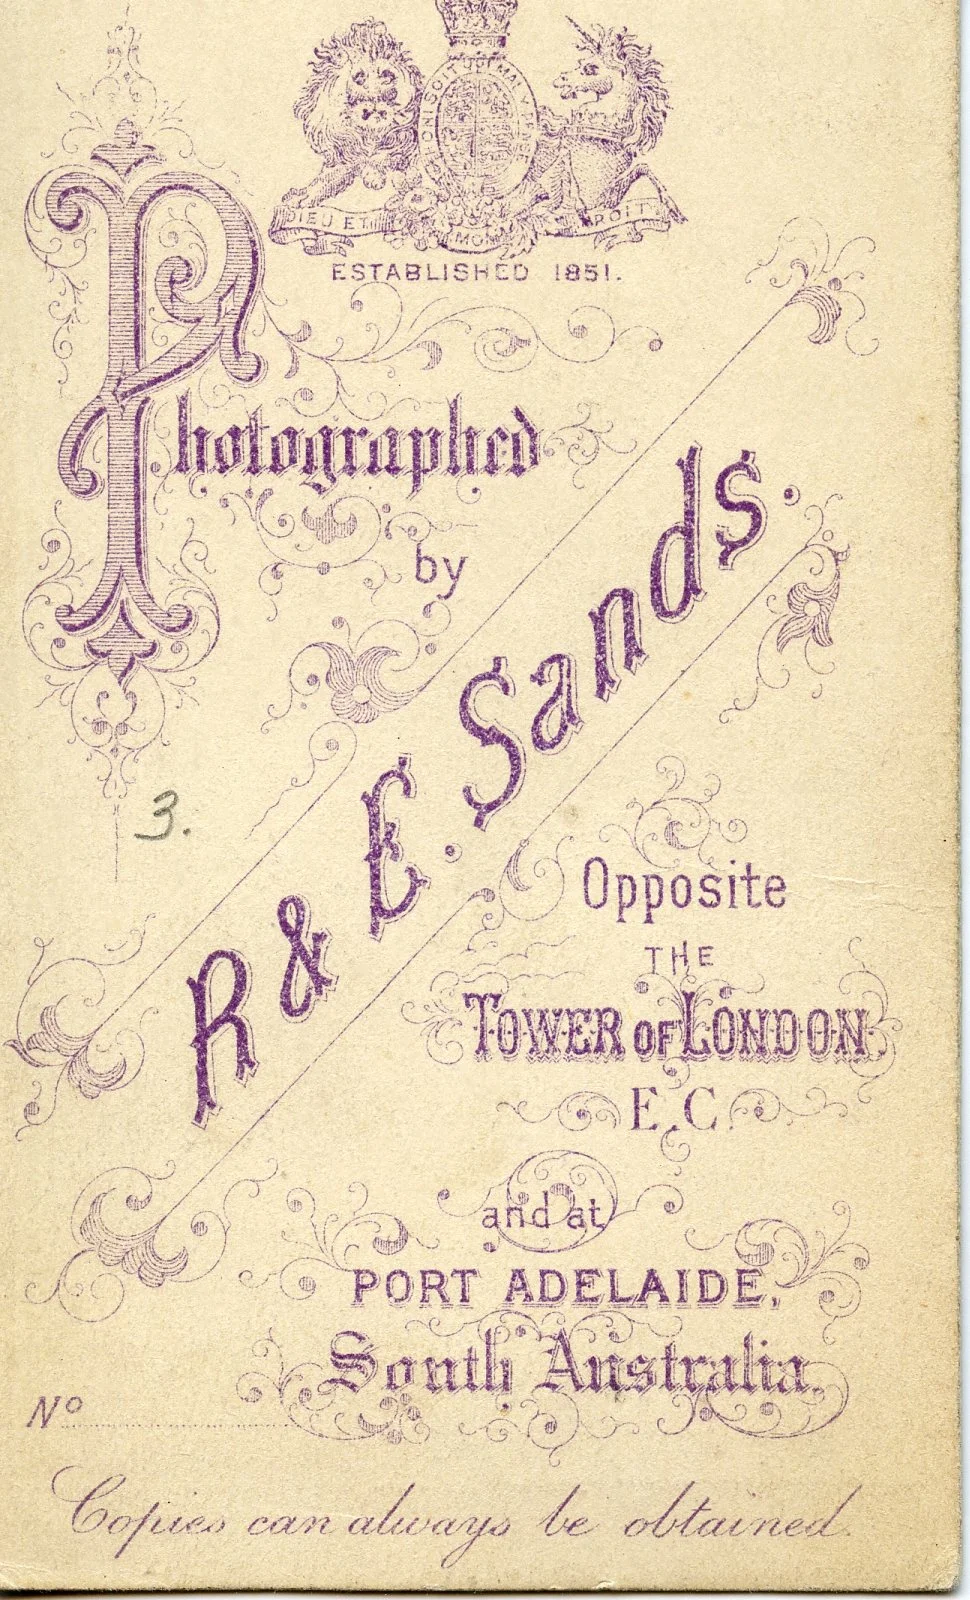 HONI SOIT QUI MAL Y PENSE
DIEU ET MON DROIT
ESTABLISHED 1851.
Photographed
by
R & E. Sands.
3.
Opposite
THE
TOWER OF LONDON
E.C.
and at
PORT ADELAIDE,
South Australia.
No
Copies can always be obtained.